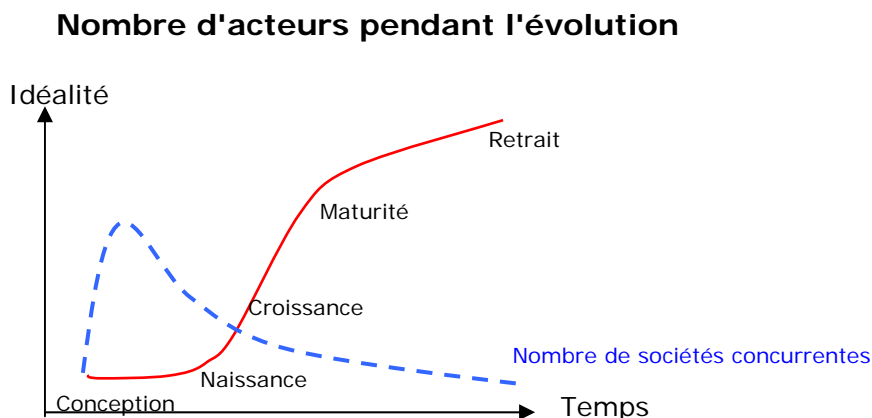 Nombre d'acteurs pendant l'évolution
Idéalité
Retrait
Maturité
Croissance
Nombre de sociétés concurrentes
Naissance
Conception
Temps